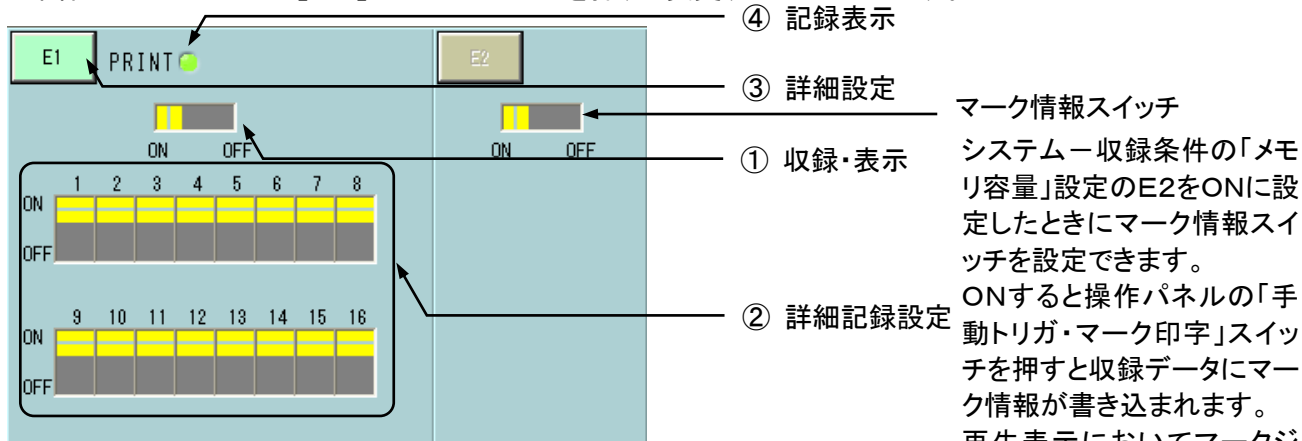 ④ 記録表示
E1 PRINT E2
③ 詳細設定
マーク情報スイッチ
ON OFF ON OFF
① 収録・表示
システム－収録条件の「メモ
リ容量」設定のE2をONに設
定したときにマーク情報スイ
ッチを設定できます。
1 2 3 4 5 6 7 8
ON
OFF
9 10 11 12 13 14 15 16
ON
OFF
② 詳細記録設定
ONすると操作パネルの「手
動トリガ・マーク印字」スイッ
チを押すと収録データにマー
ク情報が書き込まれます。